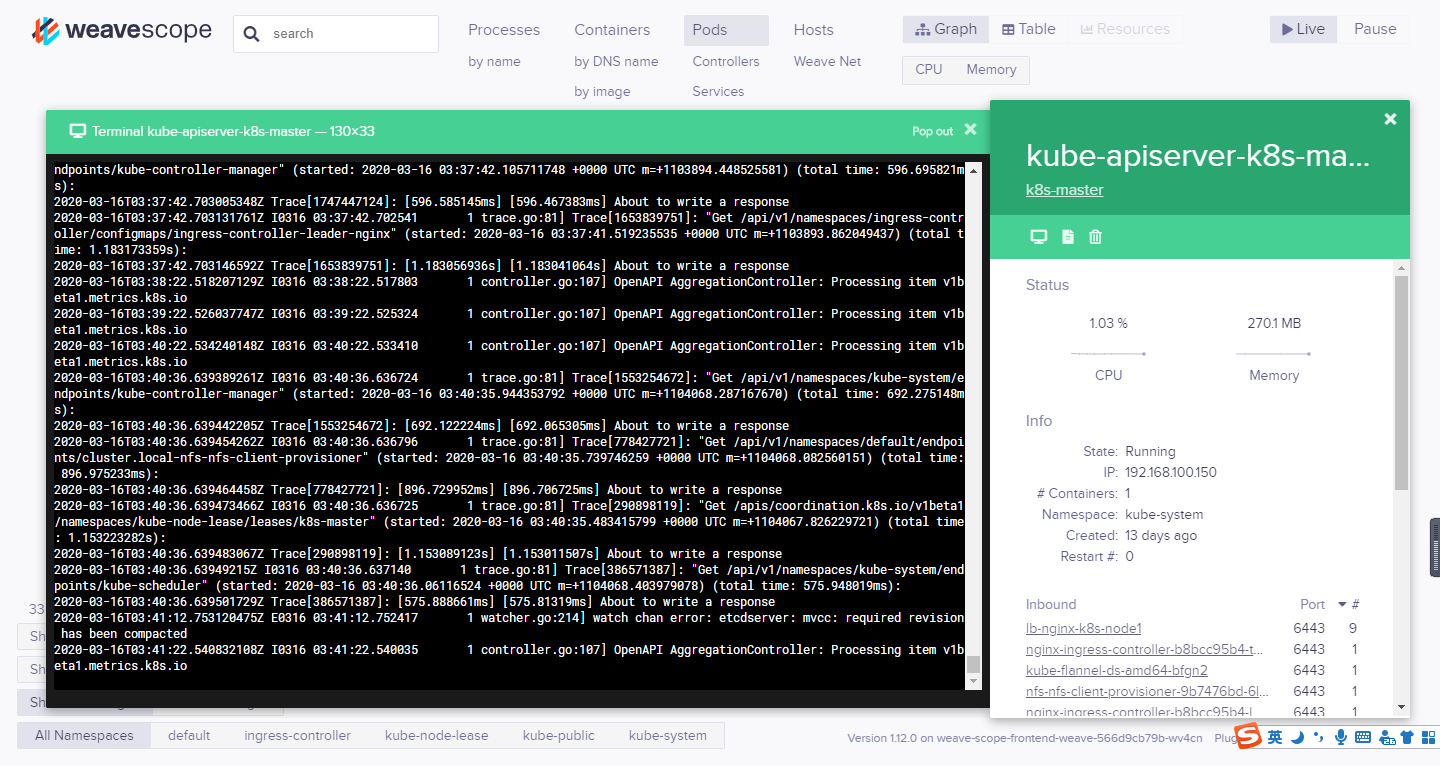 weavescope
search
Processes
by name
Containers
by DNS name
by image
Pods
Controllers
Services
Hosts
Weave Net
Graph Table Resources
CPU Memory
Live Pause
Terminal kube-apiserver-k8s-master — 130×33
Pop out
ndpoints/kube-controller-manager" (started: 2020-03-16 03:37:42.105711748 +0000 UTC m=+1103894.448525581) (total time: 596.695821m
s):
2020-03-16T03:37:42.703005348Z Trace[1747447124]: [596.585145ms] [596.467383ms] About to write a response
2020-03-16T03:37:42.703131761Z I0316 03:37:42.702541 1 trace.go:81] Trace[1653839751]: "Get /api/v1/namespaces/ingress-contr
oller/configmaps/ingress-controller-leader-nginx" (started: 2020-03-16 03:37:41.519235535 +0000 UTC m=+1103893.862049437) (total t
ime: 1.183173359s):
2020-03-16T03:37:42.703146592Z Trace[1653839751]: [1.183056936s] [1.183041064s] About to write a response
2020-03-16T03:38:22.518207129Z I0316 03:38:22.517803 1 controller.go:107] OpenAPI AggregationController: Processing item v1b
eta1.metrics.k8s.io
2020-03-16T03:39:22.526037747Z I0316 03:39:22.525324 1 controller.go:107] OpenAPI AggregationController: Processing item v1b
eta1.metrics.k8s.io
2020-03-16T03:40:22.534240148Z I0316 03:40:22.533410 1 controller.go:107] OpenAPI AggregationController: Processing item v1b
eta1.metrics.k8s.io
2020-03-16T03:40:36.639389261Z I0316 03:40:36.636724 1 trace.go:81] Trace[1553254672]: "Get /api/v1/namespaces/kube-system/e
ndpoints/kube-controller-manager" (started: 2020-03-16 03:40:35.944353792 +0000 UTC m=+1104068.287167670) (total time: 692.275148m
s):
2020-03-16T03:40:36.639442205Z Trace[1553254672]: [692.122224ms] [692.065305ms] About to write a response
2020-03-16T03:40:36.639454262Z I0316 03:40:36.636796 1 trace.go:81] Trace[778427721]: "Get /api/v1/namespaces/default/endpoi
nts/cluster.local-nfs-nfs-client-provisioner" (started: 2020-03-16 03:40:35.739746259 +0000 UTC m=+1104068.082560151) (total time:
896.975233ms):
2020-03-16T03:40:36.639464458Z Trace[778427721]: [896.729952ms] [896.706725ms] About to write a response
2020-03-16T03:40:36.639473466Z I0316 03:40:36.636725 1 trace.go:81] Trace[290898119]: "Get /apis/coordination.k8s.io/v1beta1
/namespaces/kube-node-lease/leases/k8s-master" (started: 2020-03-16 03:40:35.483415799 +0000 UTC m=+1104067.826229721) (total time
: 1.153223282s):
2020-03-16T03:40:36.639483067Z Trace[290898119]: [1.153089123s] [1.153011507s] About to write a response
2020-03-16T03:40:36.63949215Z I0316 03:40:36.637140 1 trace.go:81] Trace[386571387]: "Get /api/v1/namespaces/kube-system/end
points/kube-scheduler" (started: 2020-03-16 03:40:36.06116524 +0000 UTC m=+1104068.403979078) (total time: 575.948019ms):
2020-03-16T03:40:36.639501729Z Trace[386571387]: [575.888661ms] [575.81319ms] About to write a response
2020-03-16T03:41:12.753120475Z E0316 03:41:12.752417 1 watcher.go:214] watch chan error: etcdserver: mvcc: required revision
has been compacted
2020-03-16T03:41:22.540832108Z I0316 03:41:22.540035 1 controller.go:107] OpenAPI AggregationController: Processing item v1b
eta1.metrics.k8s.io
kube-apiserver-k8s-ma...
k8s-master
Status
1.03 % 270.1 MB
CPU Memory
Info
State: Running
IP: 192.168.100.150
# Containers: 1
Namespace: kube-system
Created: 13 days ago
Restart #: 0
Inbound Port #
lb-nginx-k8s-node1 6443 9
nginx-ingress-controller-b8bcc95b4-t... 6443 1
kube-flannel-ds-amd64-bfgn2 6443 1
nfs-nfs-client-provisioner-9b7476bd-6l... 6443 1
nginx-ingress-controller-b8bcc95b4-l 6443 1
33
Sh
Sh
Sh
All Namespaces default ingress-controller kube-node-lease kube-public kube-system
Version 1.12.0 on weave-scope-frontend-weave-566d9cb79b-wv4cn Plug
英